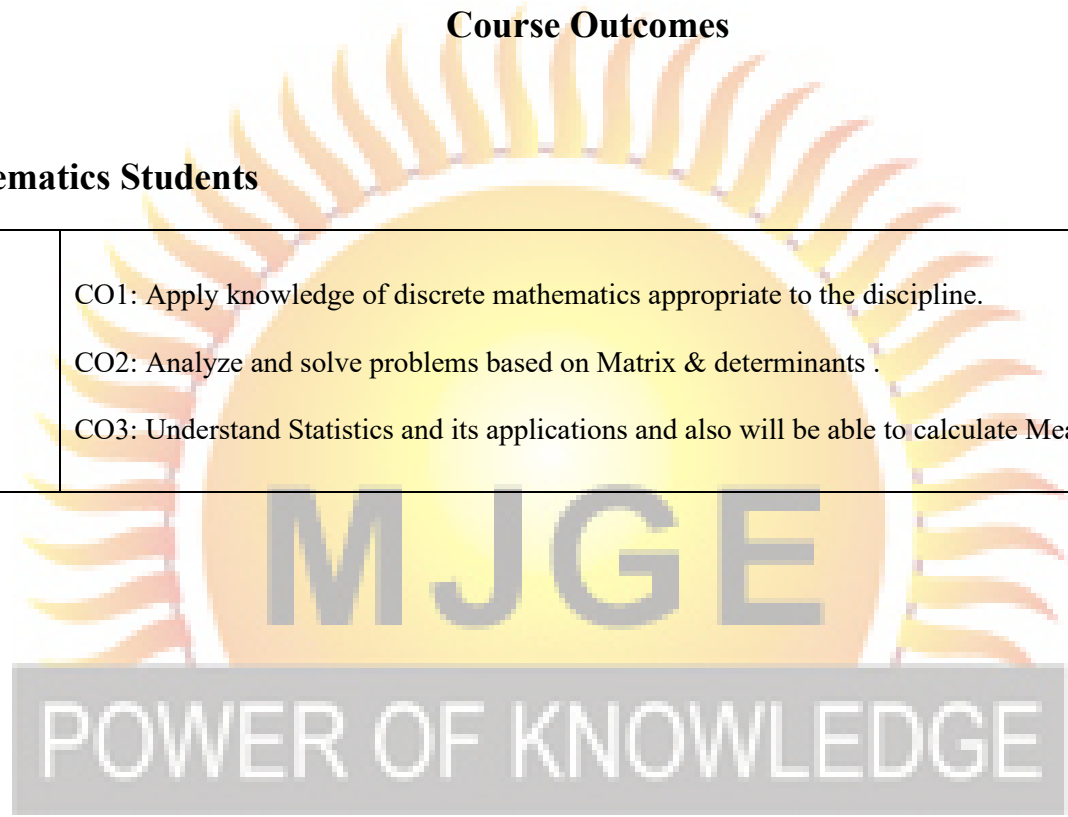 Course Outcomes
ematics Students
CO1: Apply knowledge of discrete mathematics appropriate to the discipline.
CO2: Analyze and solve problems based on Matrix & determinants .
CO3: Understand Statistics and its applications and also will be able to calculate Mea
MJGE
POWER OF KNOWLEDGE